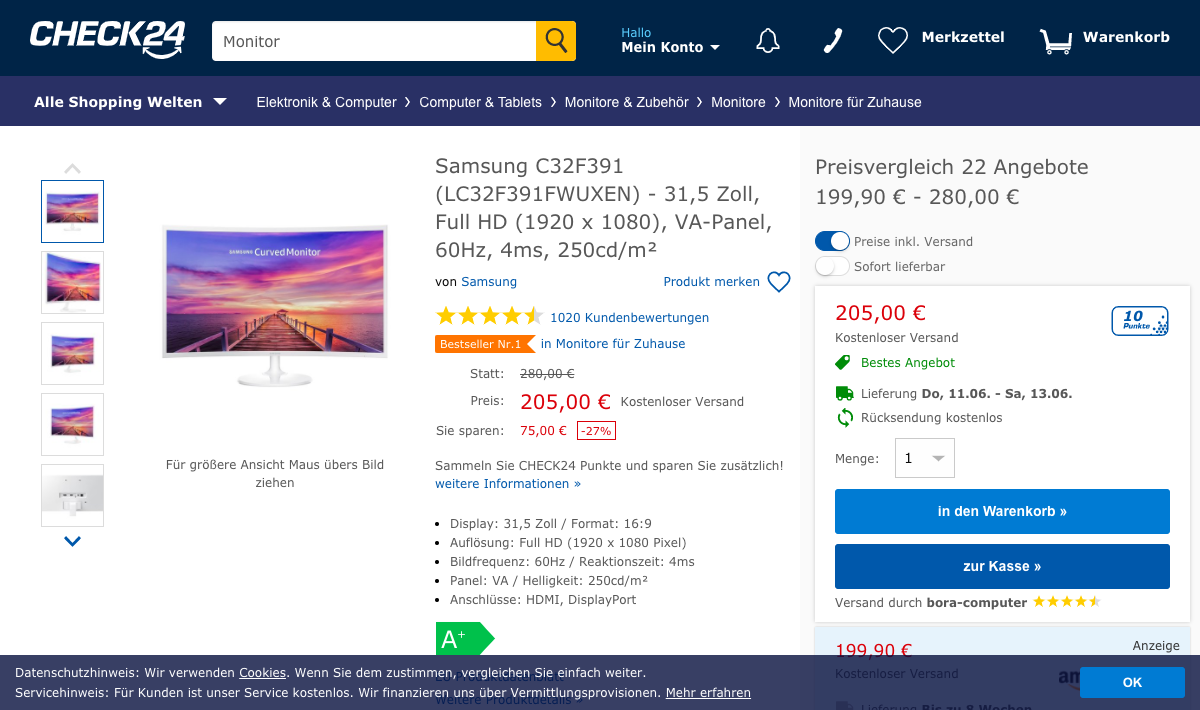 CHECK24
Monitor
Hallo
Mein Konto
Merkzettel
Warenkorb
Alle Shopping Welten
Elektronik & Computer › Computer & Tablets › Monitore & Zubehör › Monitore › Monitore für Zuhause
SAMSUNG Curved Monitor
Für größere Ansicht Maus übers Bild
ziehen
Samsung C32F391
(LC32F391FWUXEN) - 31,5 Zoll,
Full HD (1920 x 1080), VA-Panel,
60Hz, 4ms, 250cd/m²
von Samsung
Produkt merken
1020 Kundenbewertungen
Bestseller Nr.1 in Monitore für Zuhause
Statt: 280,00 €
Preis: 205,00 € Kostenloser Versand
Sie sparen: 75,00 € -27%
Sammeln Sie CHECK24 Punkte und sparen Sie zusätzlich!
weitere Informationen »
• Display: 31,5 Zoll / Format: 16:9
• Auflösung: Full HD (1920 x 1080 Pixel)
• Bildfrequenz: 60Hz / Reaktionszeit: 4ms
• Panel: VA / Helligkeit: 250cd/m²
• Anschlüsse: HDMI, DisplayPort
A+
Weitere Produktdetails »
Preisvergleich 22 Angebote
199,90 € - 280,00 €
Preise inkl. Versand
Sofort lieferbar
205,00 €
10
Punkte
Kostenloser Versand
Bestes Angebot
Lieferung Do, 11.06. - Sa, 13.06.
Rücksendung kostenlos
Menge: 1
in den Warenkorb »
zur Kasse »
Versand durch bora-computer
Anzeige
199,90 €
Kostenloser Versand
Lieferung Bis zu 8 Wochen
Datenschutzhinweis: Wir verwenden Cookies. Wenn Sie dem zustimmen, vergleichen Sie einfach weiter.
Servicehinweis: Für Kunden ist unser Service kostenlos. Wir finanzieren uns über Vermittlungsprovisionen. Mehr erfahren
OK